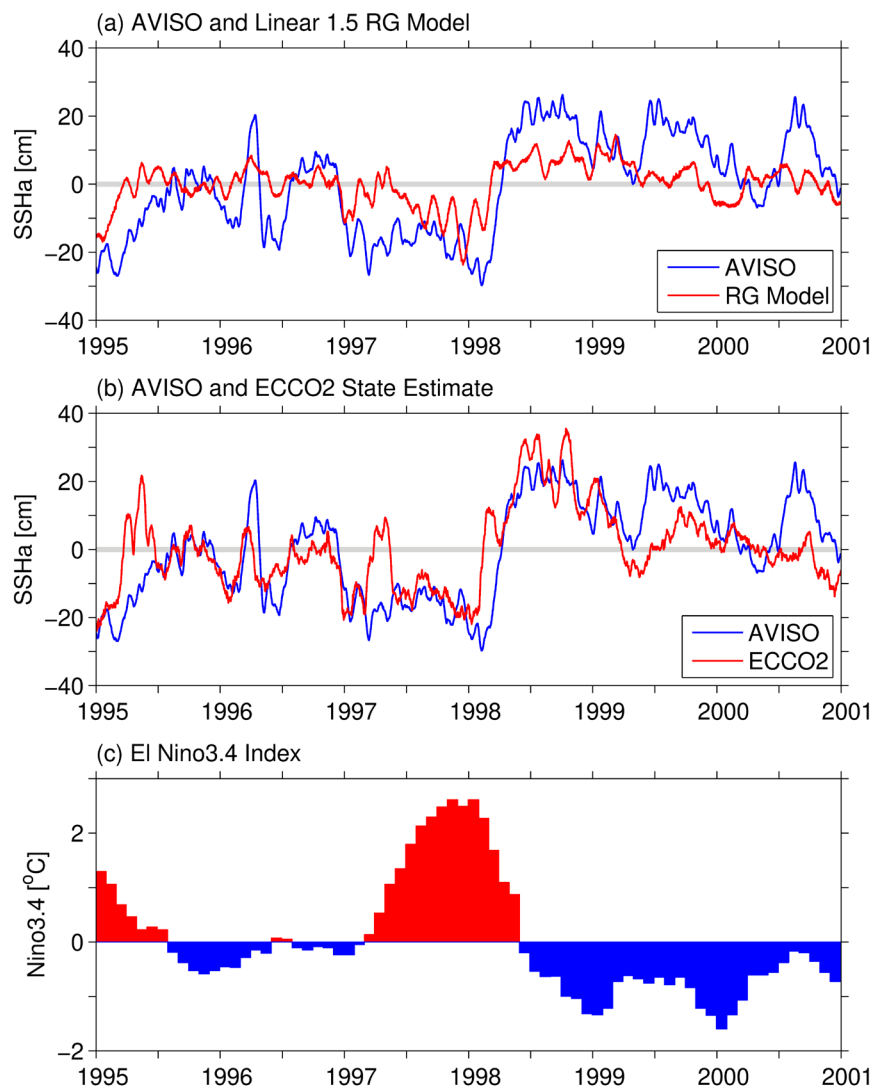 (a) AVISO and Linear 1.5 RG Model
40
20
0
−20
−40
SSHa [cm]
AVISO
RG Model
1995 1996 1997 1998 1999 2000 2001
(b) AVISO and ECCO2 State Estimate
40
20
0
−20
−40
SSHa [cm]
AVISO
ECCO2
1995 1996 1997 1998 1999 2000 2001
(c) El Nino3.4 Index
2
0
−2
Nino3.4 [°C]
1995 1996 1997 1998 1999 2000 2001